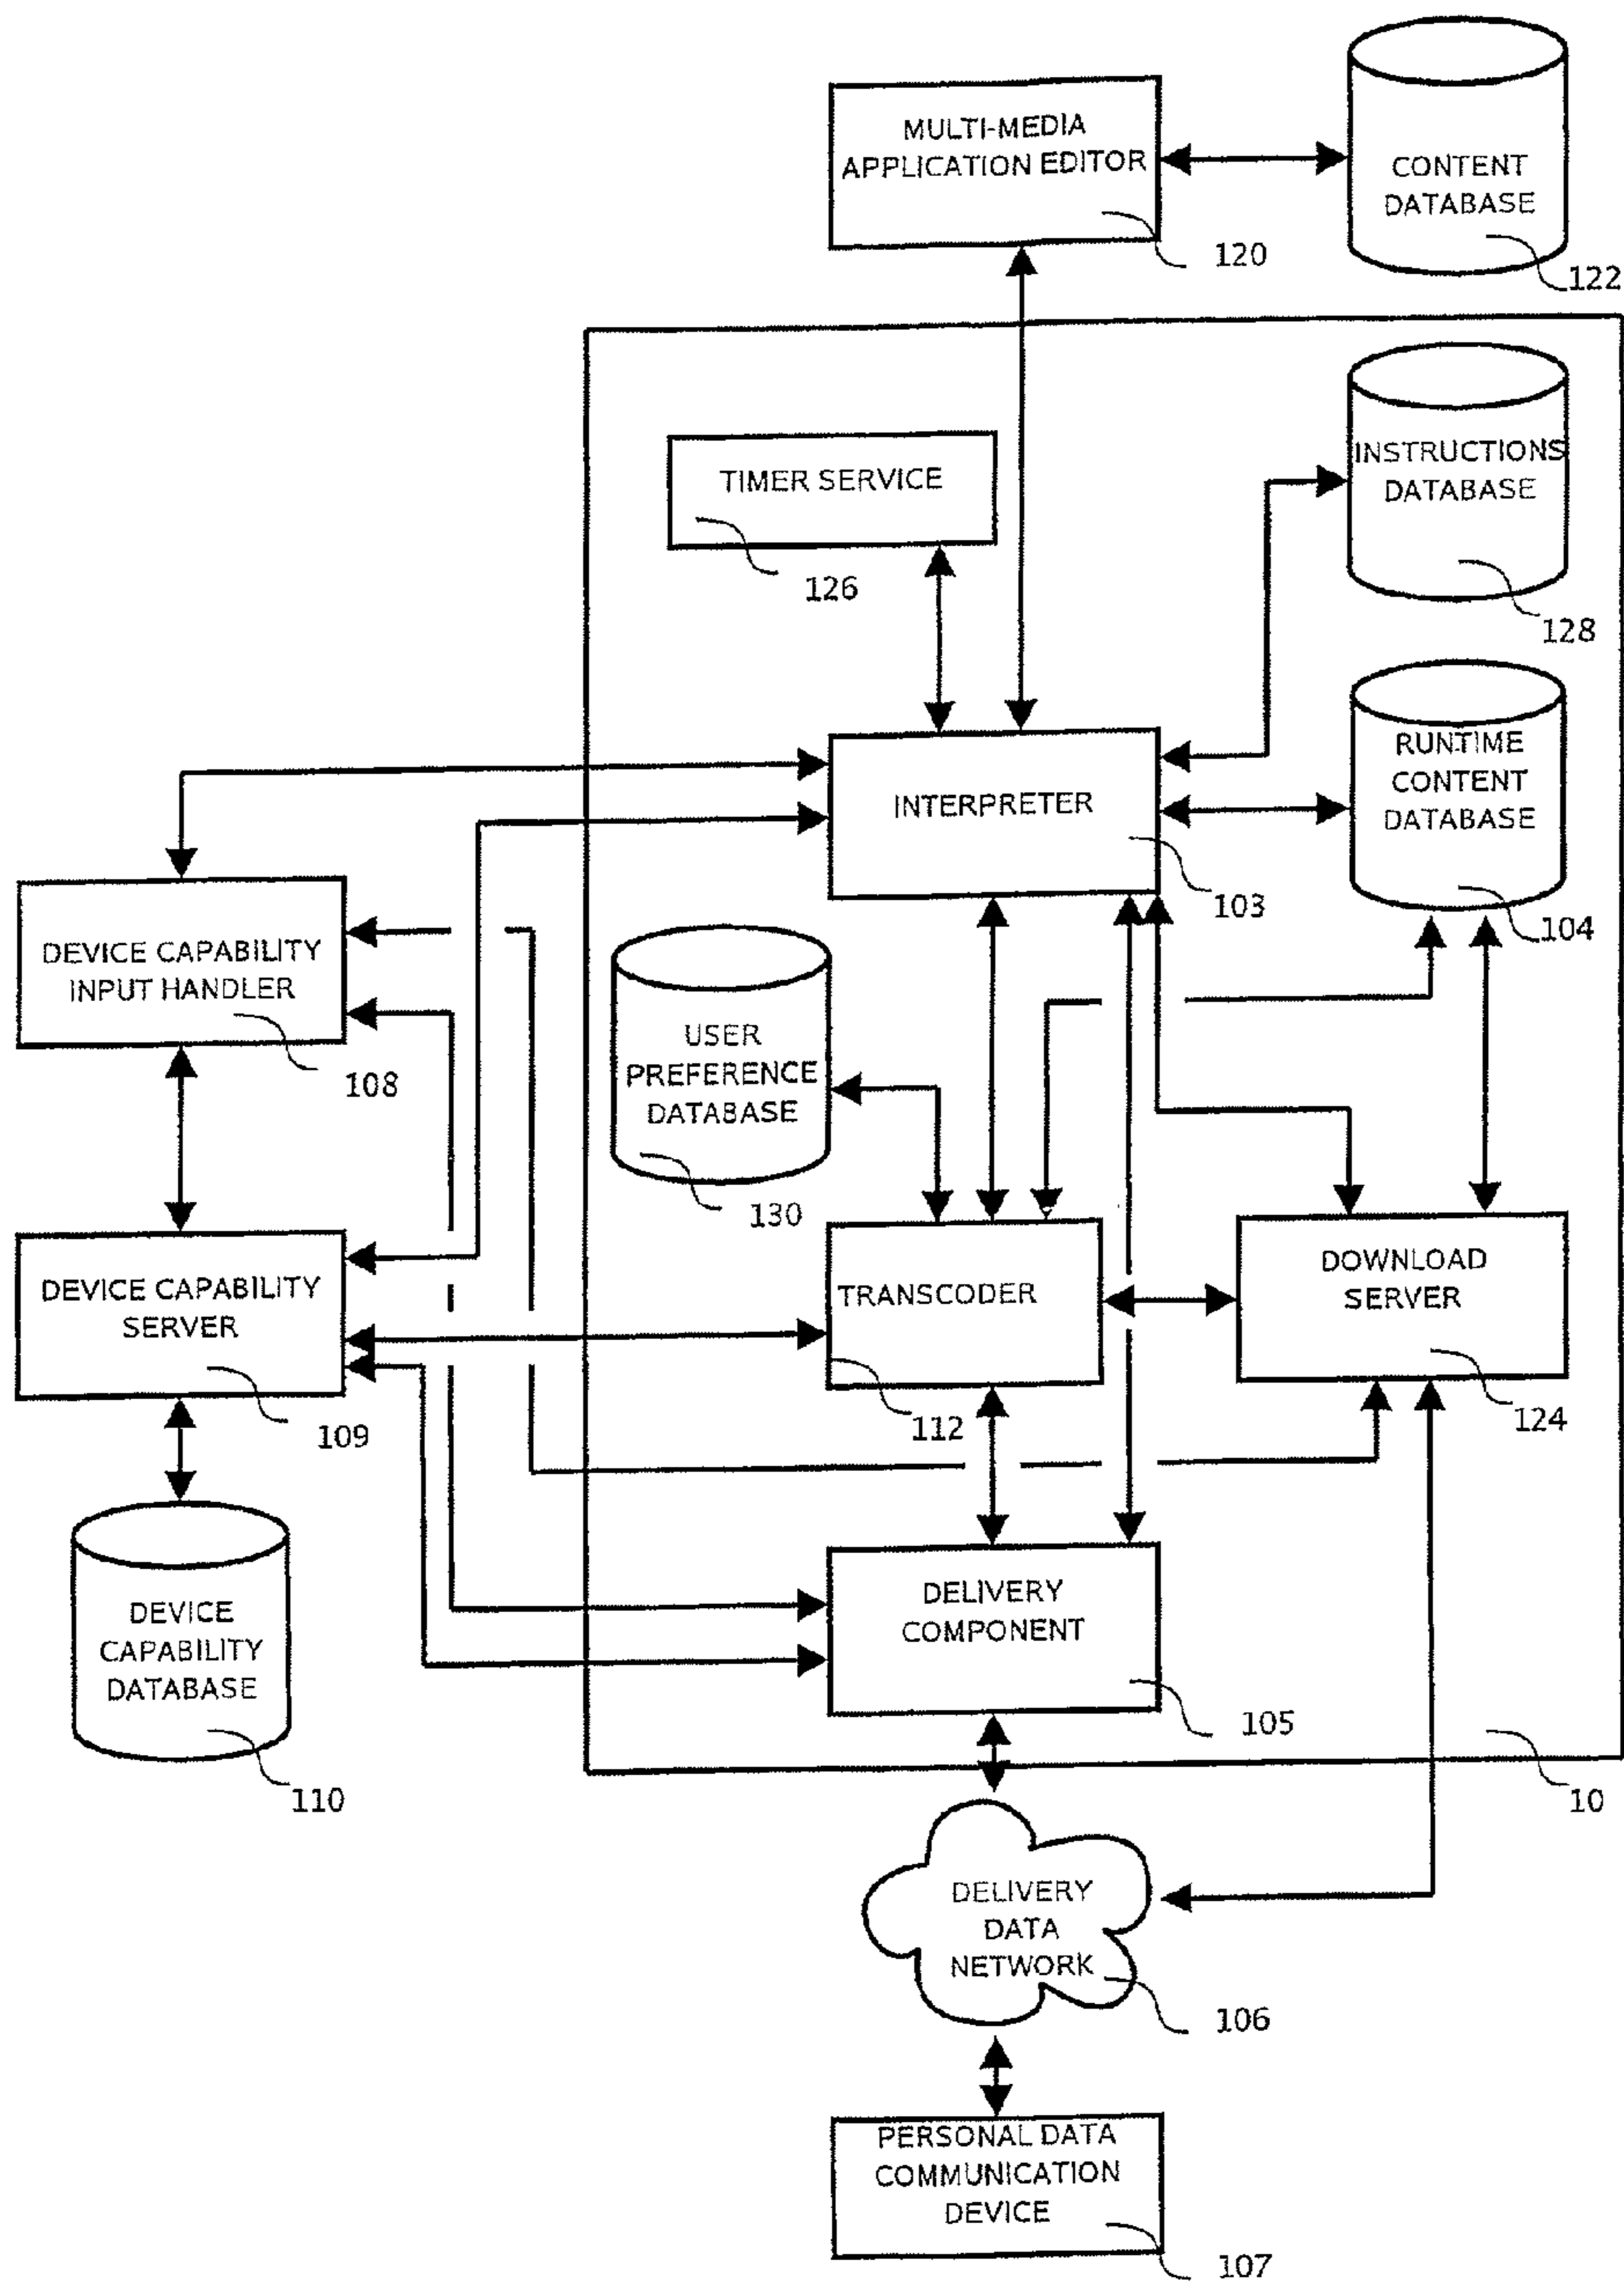 MULTI-MEDIA
APPLICATION EDITOR
120
CONTENT
DATABASE
122
TIMER SERVICE
126
INSTRUCTIONS
DATABASE
128
INTERPRETER
103
RUNTIME
CONTENT
DATABASE
104
DEVICE CAPABILITY
INPUT HANDLER
108
USER
PREFERENCE
DATABASE
130
DEVICE CAPABILITY
SERVER
109
TRANSCODER
112
DOWNLOAD
SERVER
124
DEVICE
CAPABILITY
DATABASE
110
DELIVERY
COMPONENT
105
10
DELIVERY
DATA
NETWORK
106
PERSONAL DATA
COMMUNICATION
DEVICE
107